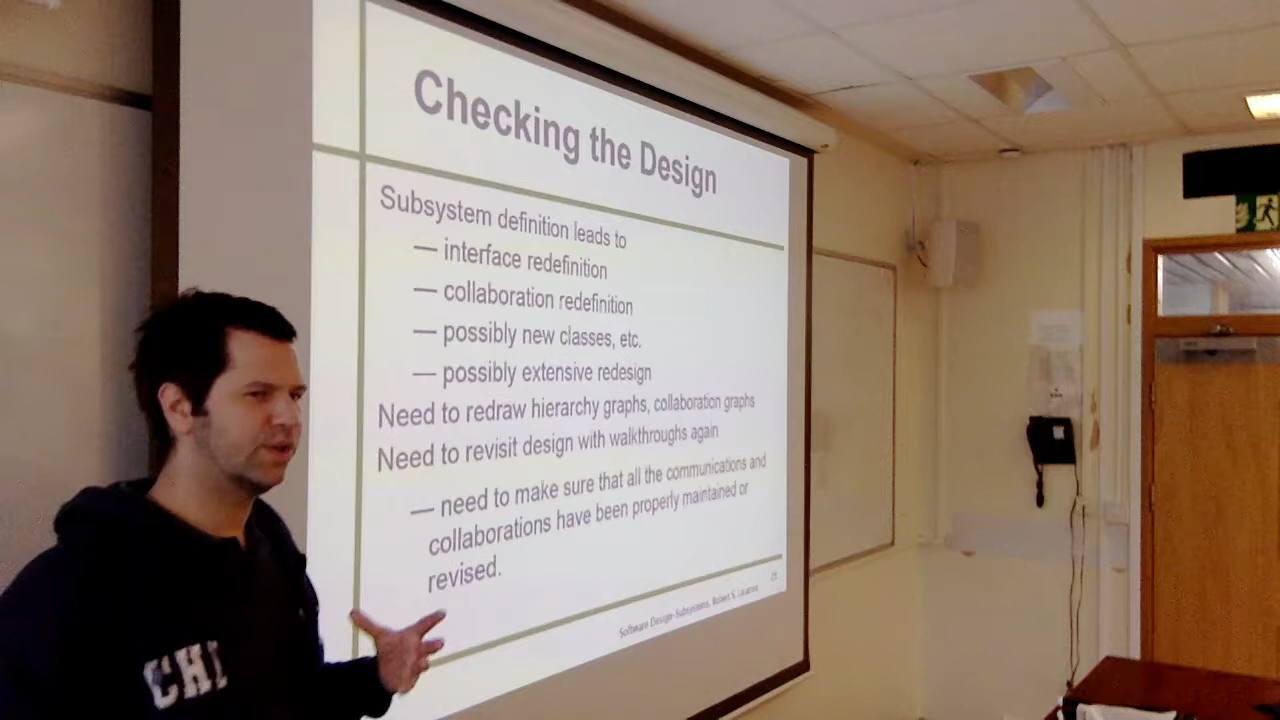 Checking the Design
Subsystem definition leads to
— interface redefinition
— collaboration redefinition
— possibly new classes, etc.
— possibly extensive redesign
Need to redraw hierarchy graphs, collaboration graphs
Need to revisit design with walkthroughs again
— need to make sure that all the communications and
collaborations have been properly maintained or
revised.
Software Design-Subsystems, Robert S.
CHI